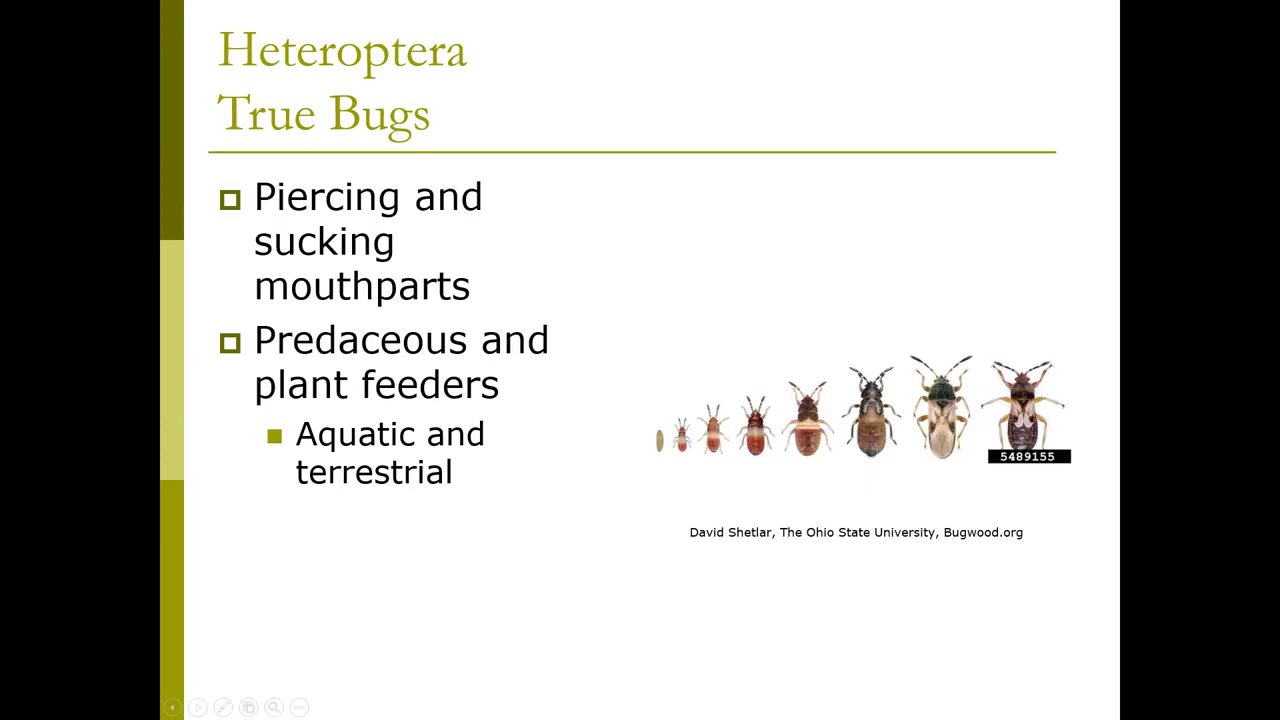 Heteroptera
True Bugs
Piercing and
sucking
mouthparts
Predaceous and
plant feeders
Aquatic and
terrestrial
5489155
David Shetlar, The Ohio State University, Bugwood.org